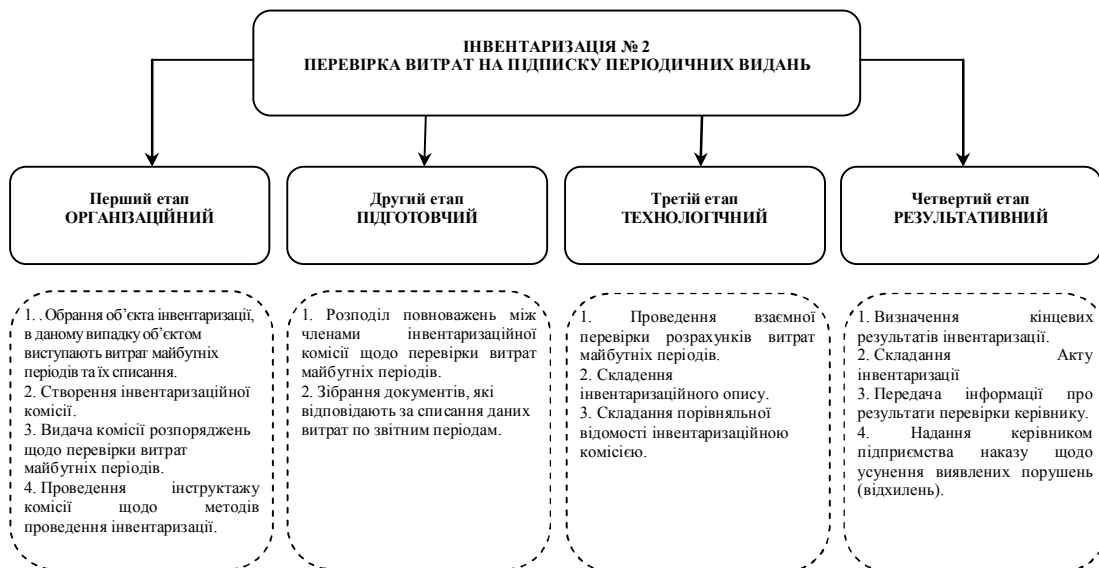 ІНВЕНТАРИЗАЦІЯ № 2
ПЕРЕВІРКА ВИТРАТ НА ПІДПИСКУ ПЕРІОДИЧНИХ ВИДАНЬ
Перший етап
ОРГАНІЗАЦІЙНИЙ
Другий етап
ПІДГОТОВЧИЙ
Третій етап
ТЕХНОЛОГІЧНИЙ
Четвертий етап
РЕЗУЛЬТАТИВНИЙ
1. . Обрання об’єкта інвентаризації,
в даному випадку об’єктом
виступають витрат майбутніх
періодів та їх списання.
2. Створення інвентаризаційної
комісії.
3. Видача комісії розпоряджень
щодо перевірки витрат
майбутніх періодів.
4. Проведення інструктажу
комісії щодо методів
проведення інвентаризації.
1. Розподіл повноважень між
членами інвентаризаційної
комісії щодо перевірки витрат
майбутніх періодів.
2. Зібрання документів, які
відповідають за списання даних
витрат по звітним періодам.
1. Проведення взаємної
перевірки розрахунків витрат
майбутніх періодів.
2. Складення
інвентаризаційного опису.
3. Складання порівняльної
відомості інвентаризаційною
комісією.
1. Визначення кінцевих
результатів інвентаризації.
2. Складання Акту
інвентаризації
3. Передача інформації про
результати перевірки керівнику.
4. Надання керівником
підприємства наказу щодо
усунення виявлених порушень
(відхилень).